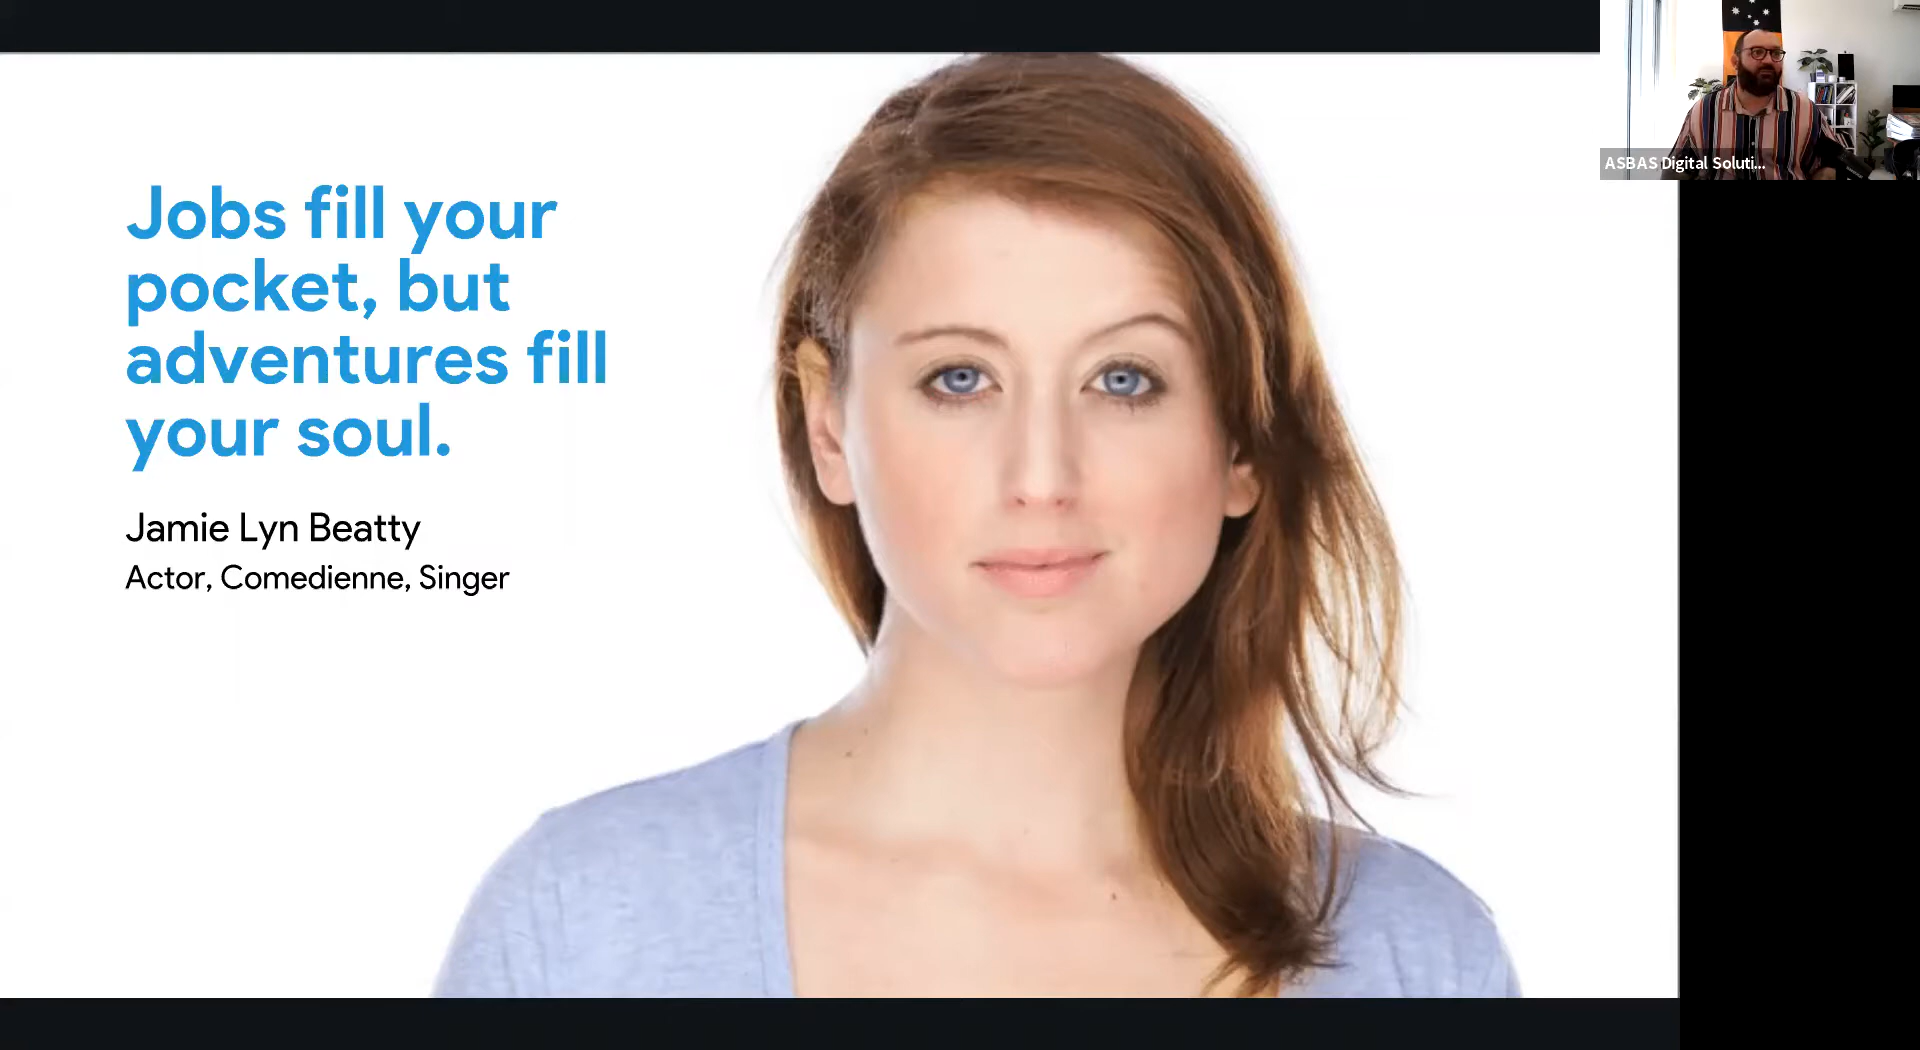 Jobs fill your
pocket, but
adventures fill
your soul.
Jamie Lyn Beatty
Actor, Comedienne, Singer
ASBAS Digital Soluti...